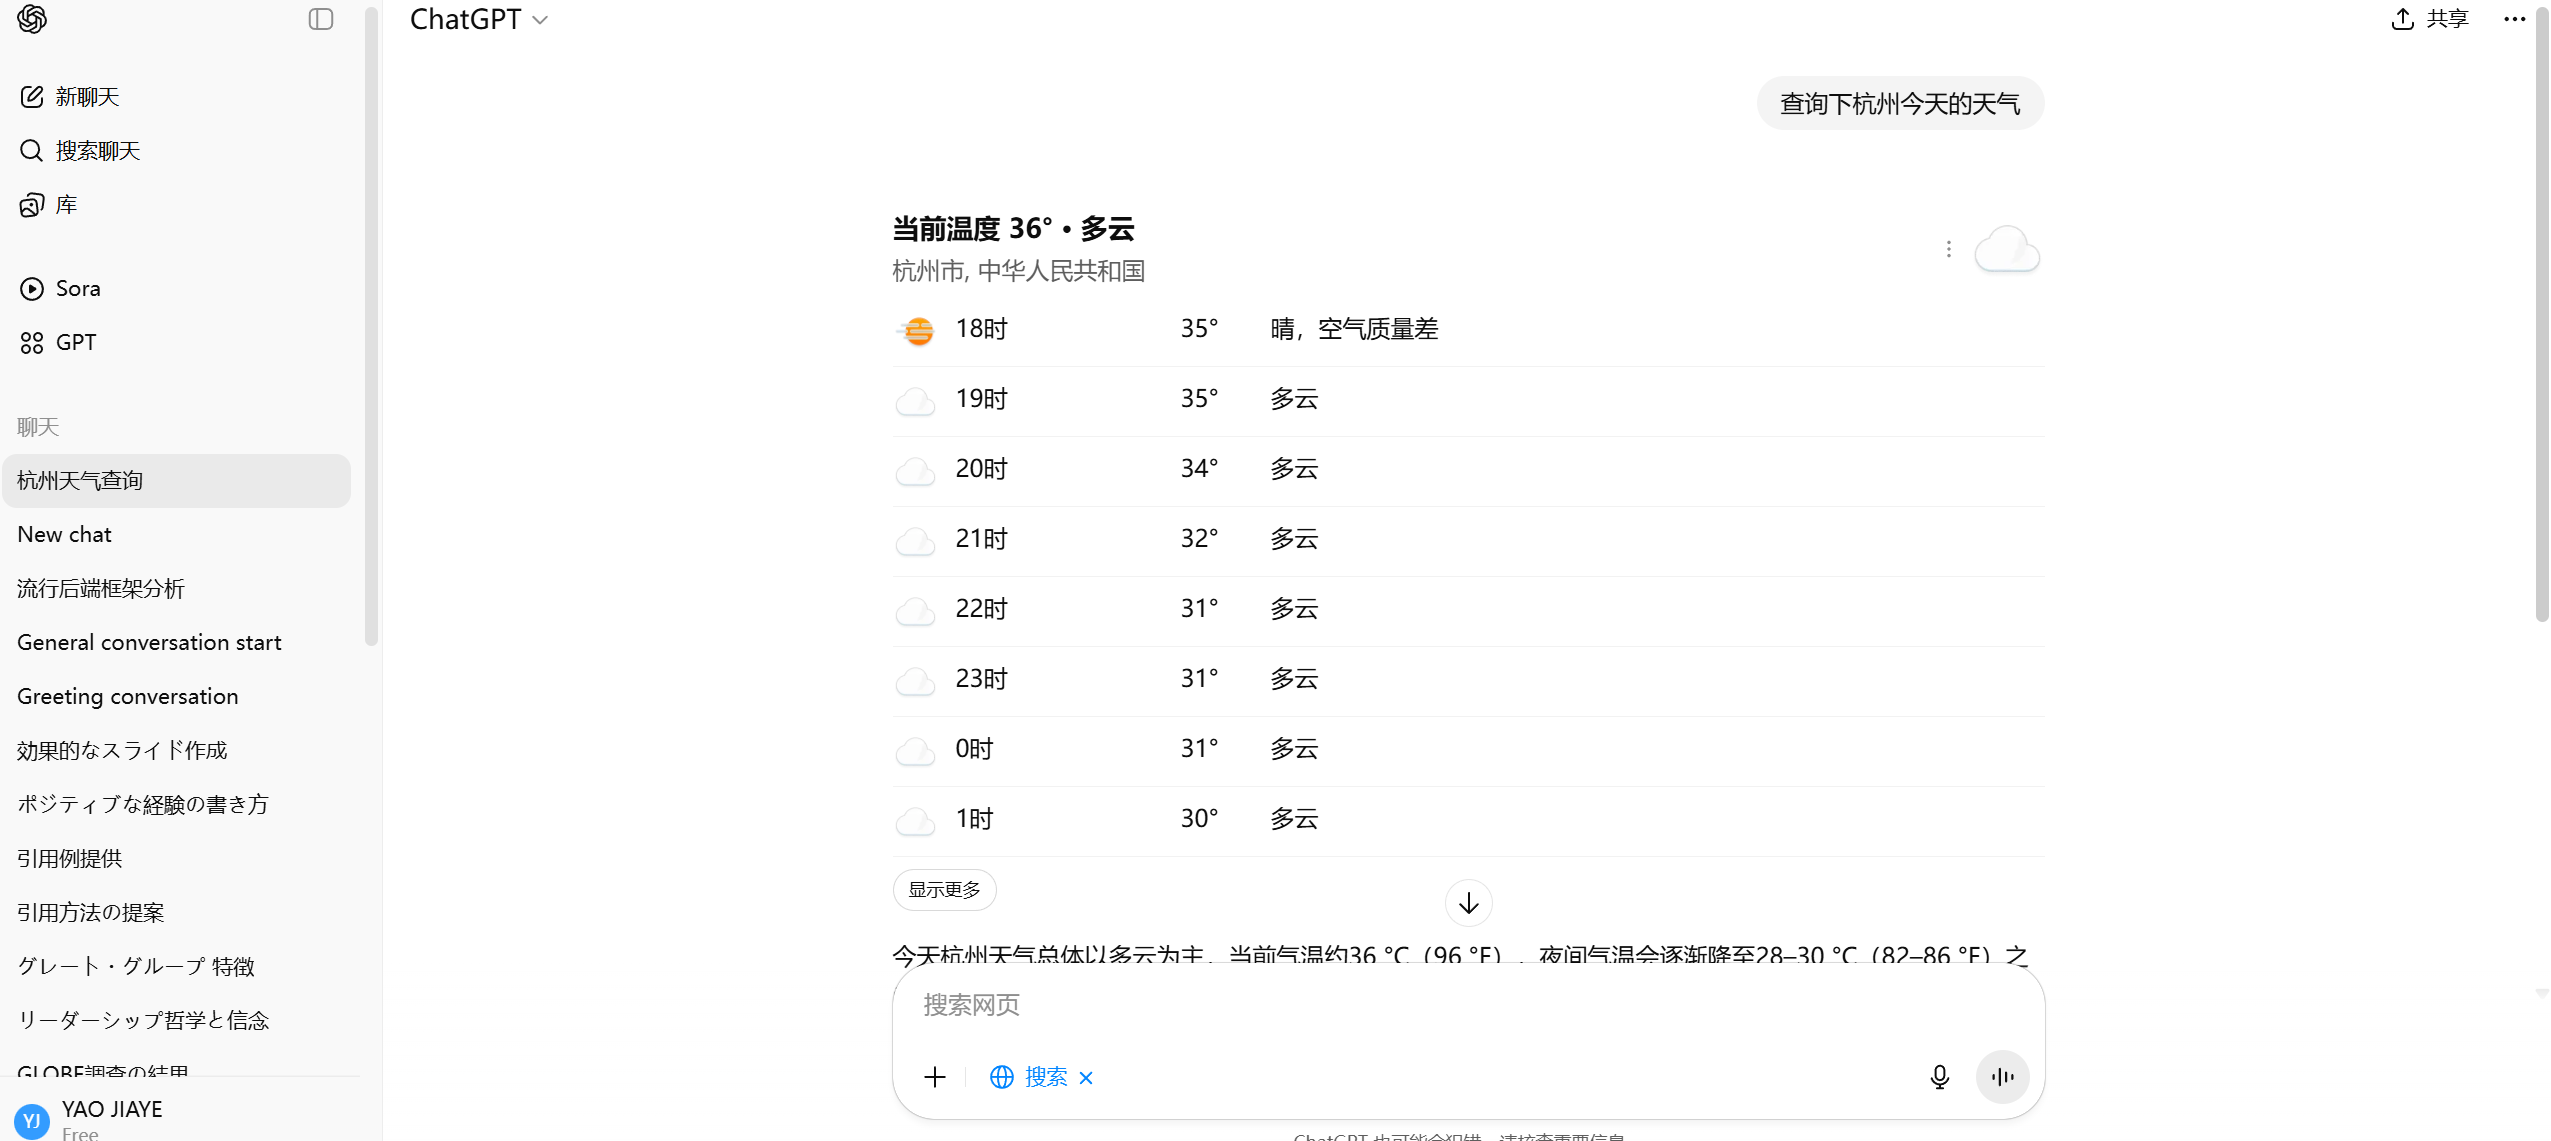 ChatGPT
共享
新聊天
搜索聊天
库
Sora
GPT
聊天
杭州天气查询
New chat
流行后端框架分析
General conversation start
Greeting conversation
効果的なスライド作成
ポジティブな経験の書き方
引用例提供
引用方法の提案
グレート・グループ 特徴
リーダーシップ哲学と信念
GLOBE調査の結果
YJ
YAO JIAYE
Free
查询下杭州今天的天气
当前温度 36° • 多云
杭州市, 中华人民共和国
18时 35° 晴，空气质量差
19时 35° 多云
20时 34° 多云
21时 32° 多云
22时 31° 多云
23时 31° 多云
0时 31° 多云
1时 30° 多云
显示更多
今天杭州天气总体以多云为主，当前气温约36 °C（96 °F），夜间气温会逐渐降至28–30 °C（82–86 °F）之
搜索网页
搜索
ChatGPT 也可能会犯错。请核查重要信息